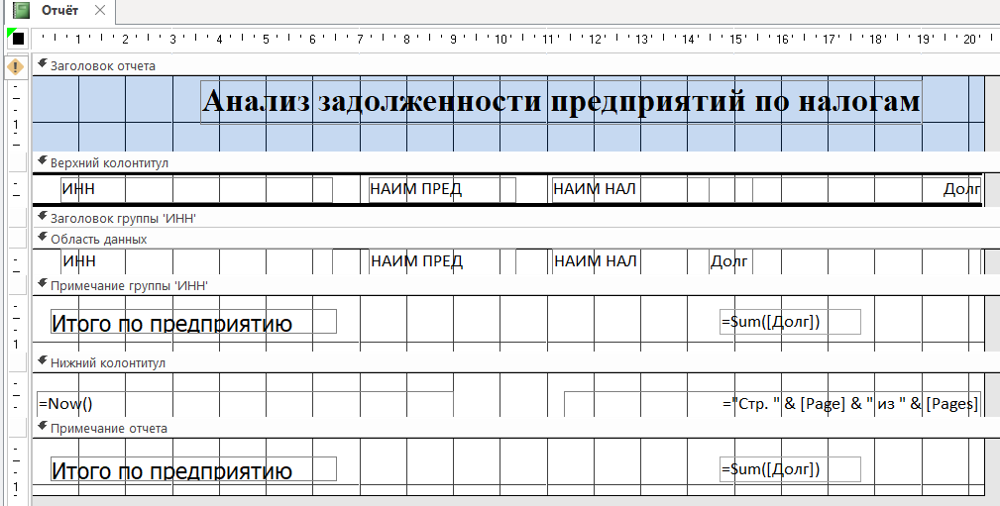 Отчёт
1 2 3 4 5 6 7 8 9 10 11 12 13 14 15 16 17 18 19 20
Заголовок отчета
1
Анализ задолженности предприятий по налогам
Верхний колонтитул
ИНН НАИМ ПРЕД НАИМ НАЛ Долг
Заголовок группы 'ИНН'
Область данных
ИНН НАИМ ПРЕД НАИМ НАЛ Долг
Примечание группы 'ИНН'
Итого по предприятию =Sum([Долг])
1
Нижний колонтитул
=Now() ="Стр. " & [Page] & " из " & [Pages]
Примечание отчета
Итого по предприятию =Sum([Долг])
1